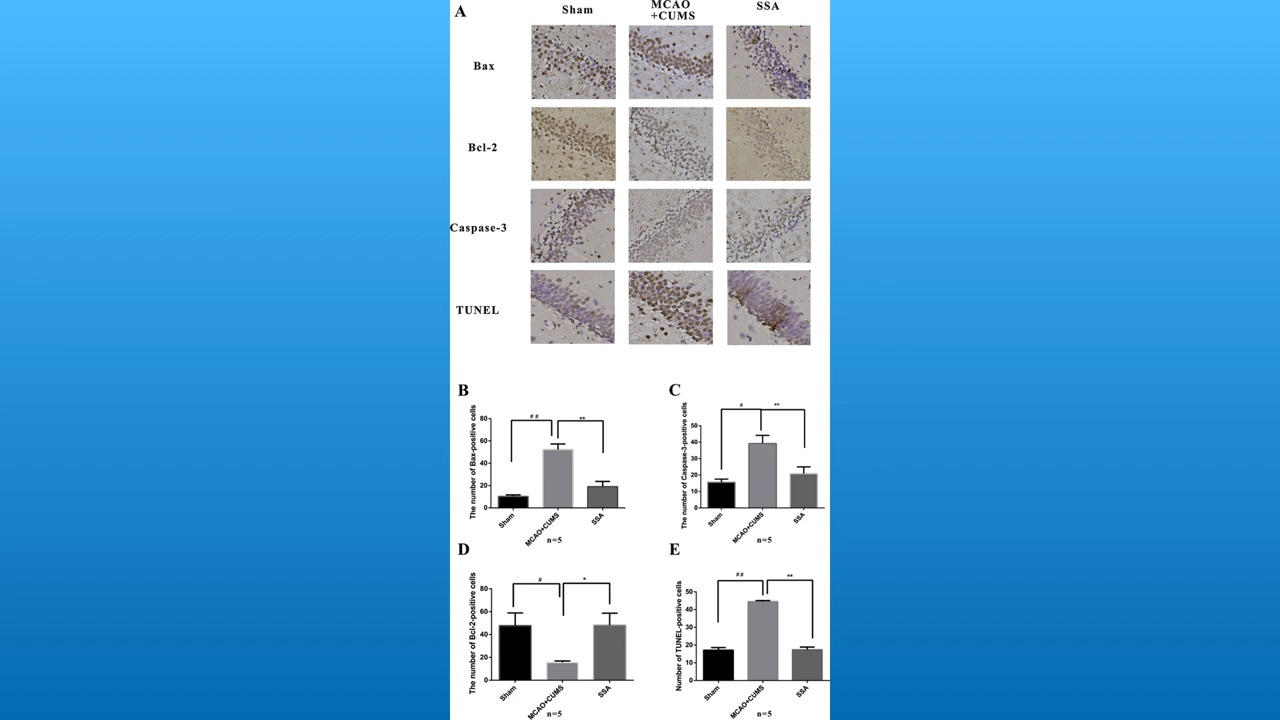 A
Sham
MCAO
+CUMS
SSA
Bax
Bcl-2
Caspase-3
TUNEL
B
The number of Bax-positive cells
80
60
40
20
0
##
**
Sham
MCAO+CUMS
SSA
n=5
C
The number of Caspase-3-positive cells
50
40
30
20
10
0
#
**
Sham
MCAO+CUMS
SSA
n=5
D
The number of Bcl-2-positive cells
80
60
40
20
0
#
*
Sham
MCAO+CUMS
SSA
n=5
E
Number of TUNEL-positive cells
50
40
30
20
10
0
##
**
Sham
MCAO+CUMS
SSA
n=5